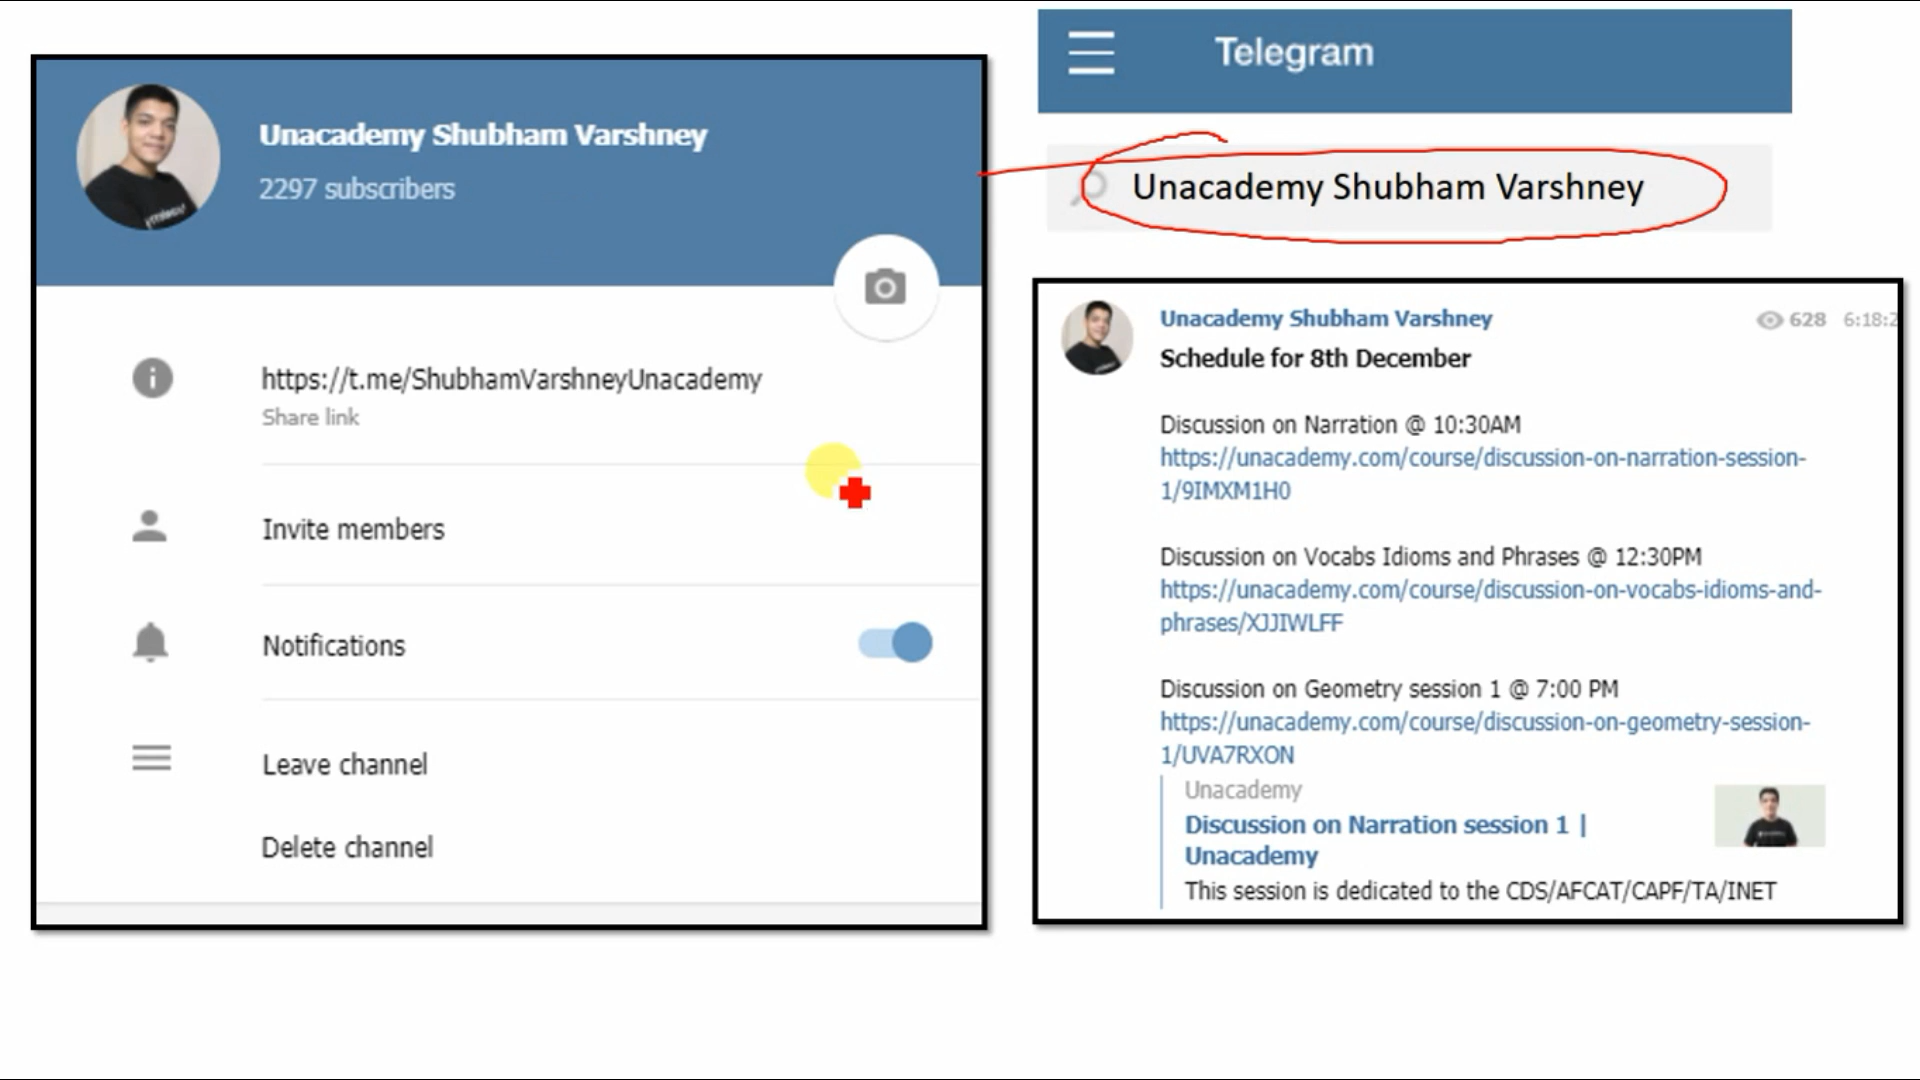 Unacademy Shubham Varshney
2297 subscribers
https://t.me/ShubhamVarshneyUnacademy
Share link
Invite members
Notifications
Leave channel
Delete channel
Telegram
Unacademy Shubham Varshney
Unacademy Shubham Varshney
628 6:18:2
Schedule for 8th December
Discussion on Narration @ 10:30AM
https://unacademy.com/course/discussion-on-narration-session-
1/9IMXM1H0
Discussion on Vocabs Idioms and Phrases @ 12:30PM
https://unacademy.com/course/discussion-on-vocabs-idioms-and-
phrases/XJJIWLFF
Discussion on Geometry session 1 @ 7:00 PM
https://unacademy.com/course/discussion-on-geometry-session-
1/UVA7RXON
Unacademy
Discussion on Narration session 1 |
Unacademy
This session is dedicated to the CDS/AFCAT/CAPF/TA/INET